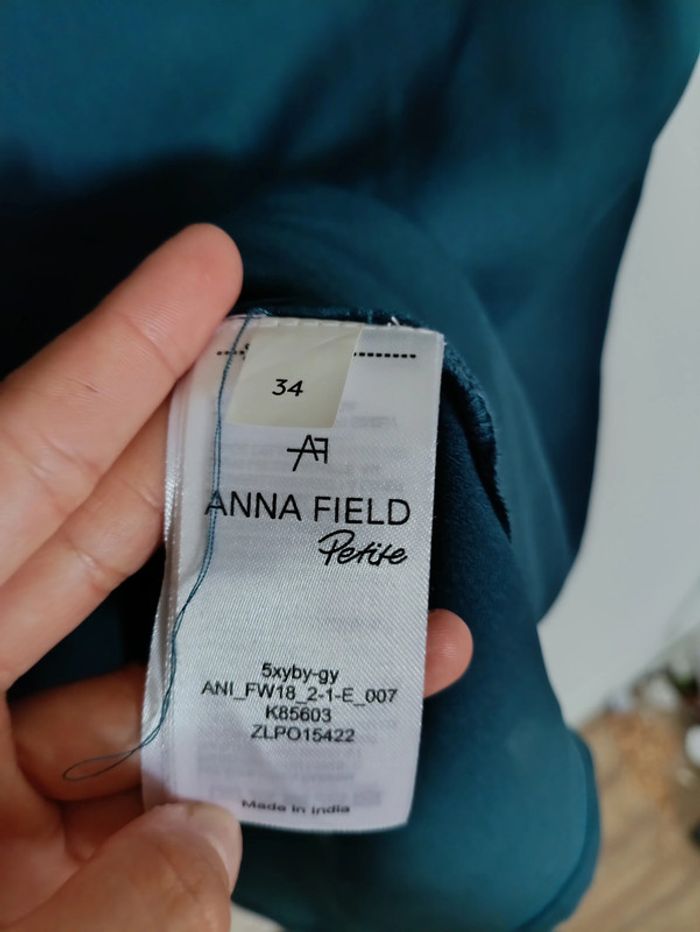 34
AF
ANNA FIELD
Petite
5xyby-gy
ANI_FW18_2-1-E_007
K85603
ZLPO15422
Made in India